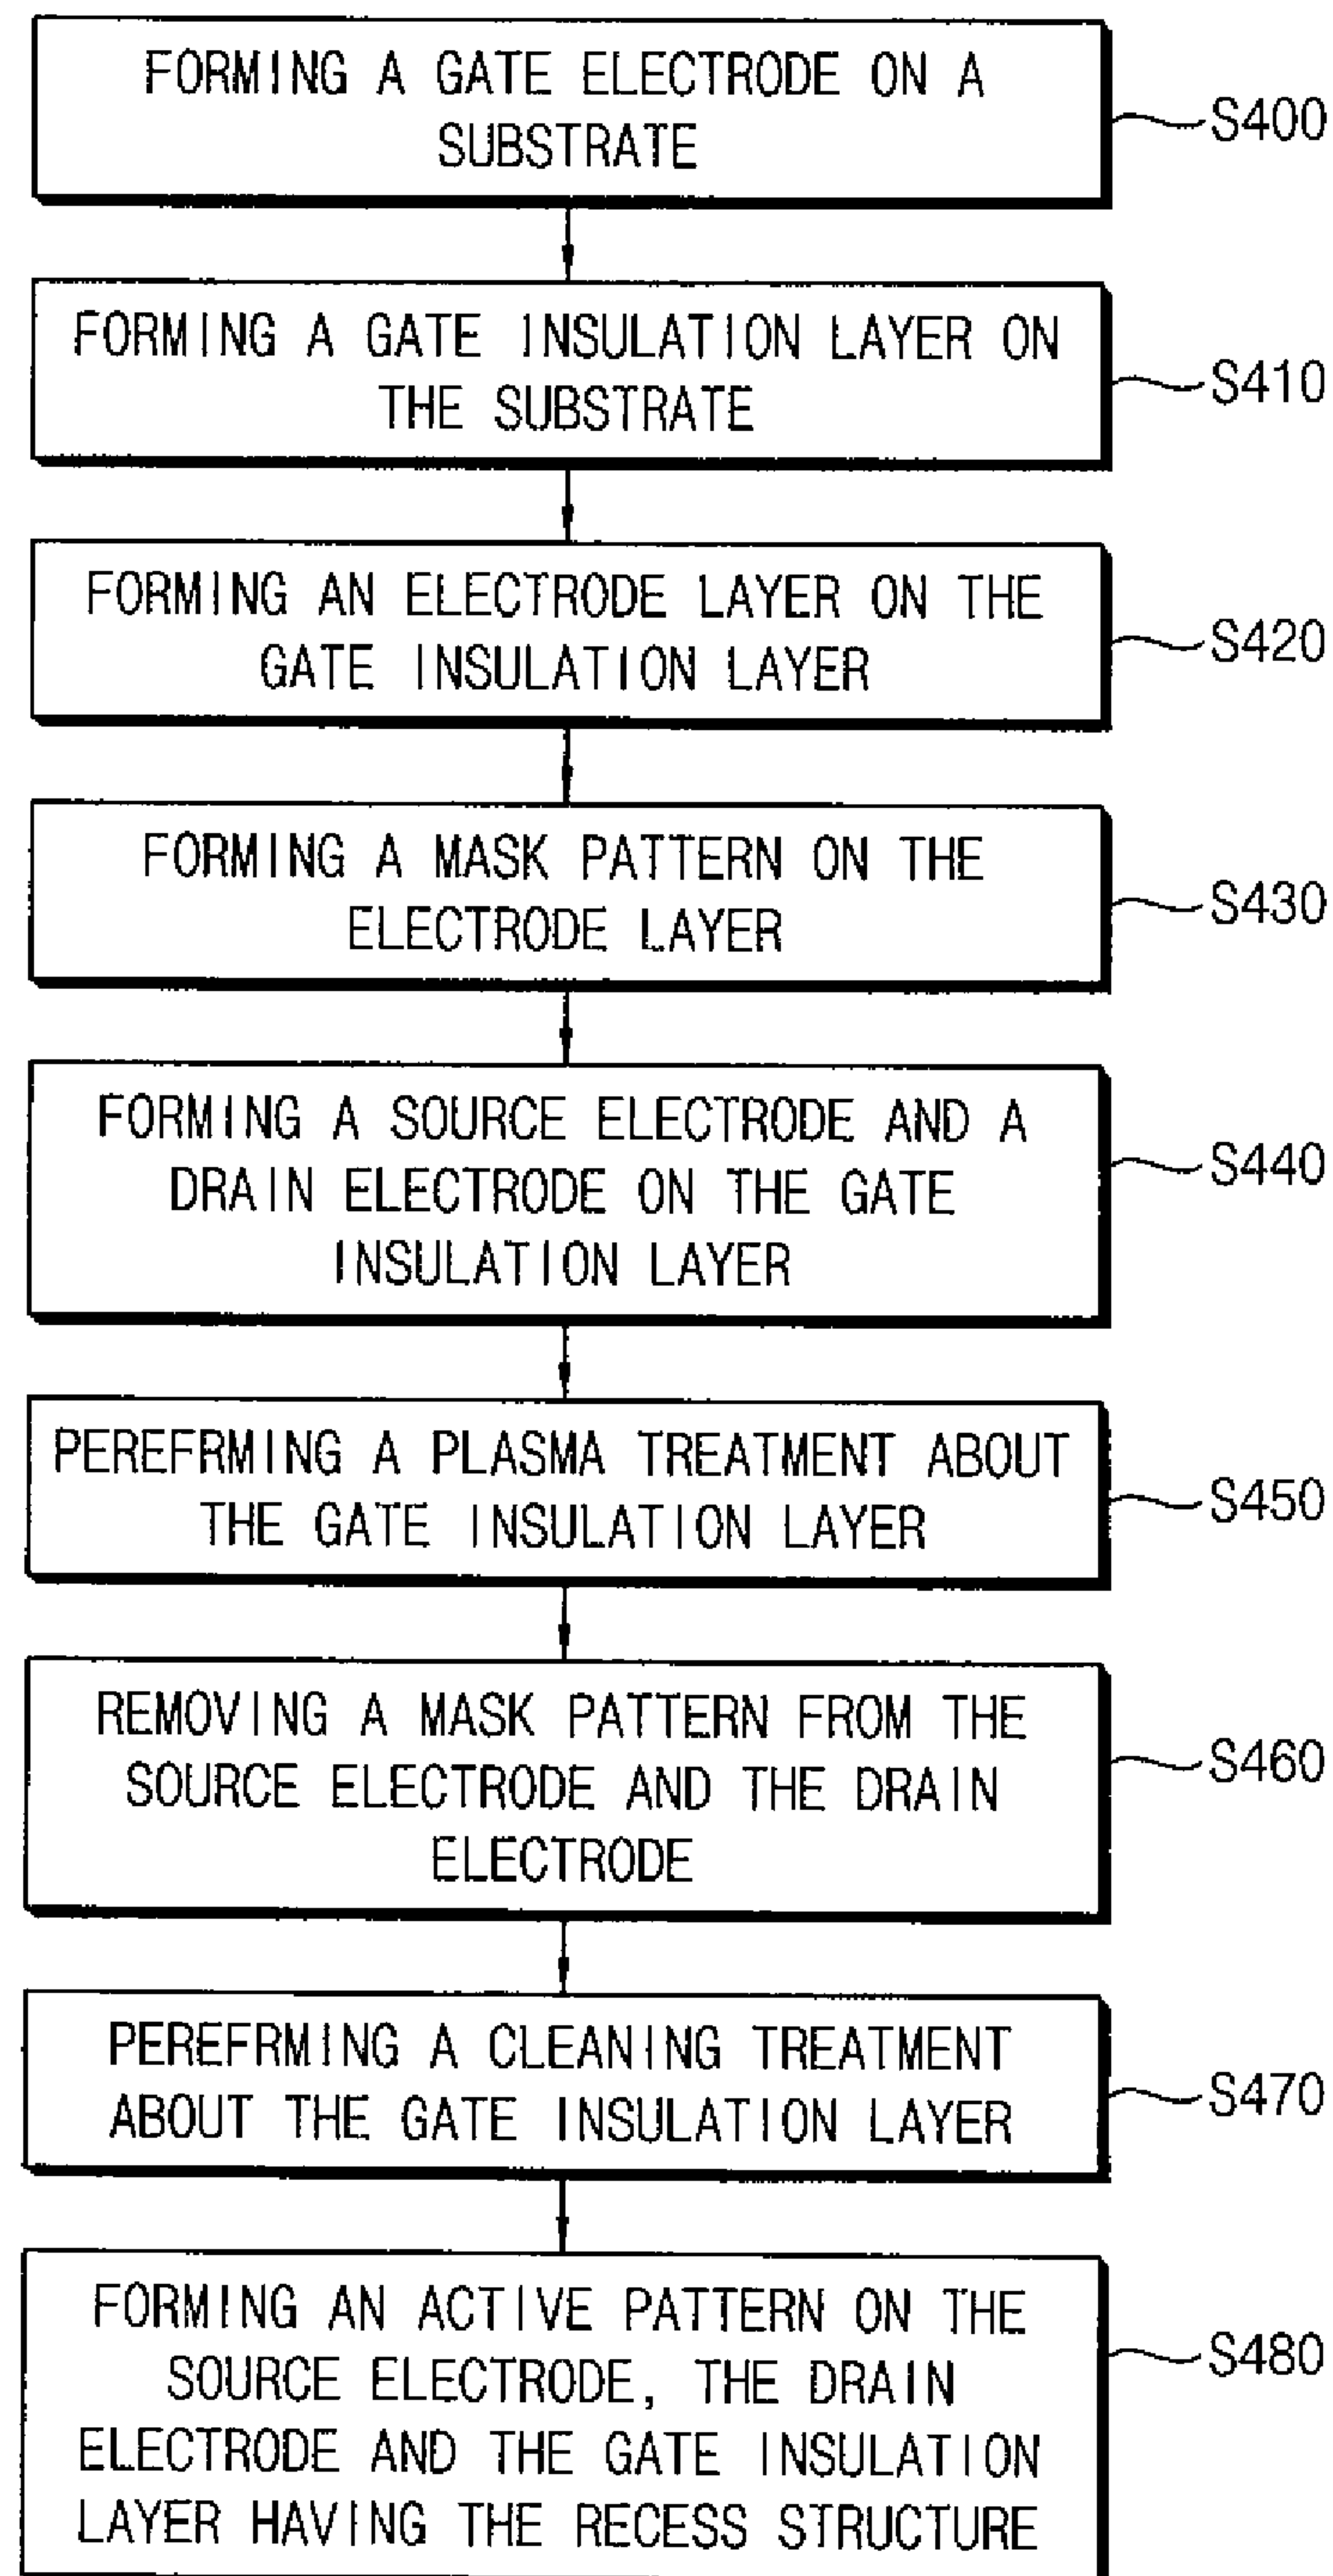 FORMING A GATE ELECTRODE ON A
SUBSTRATE
S400
FORMING A GATE INSULATION LAYER ON
THE SUBSTRATE
S410
FORMING AN ELECTRODE LAYER ON THE
GATE INSULATION LAYER
S420
FORMING A MASK PATTERN ON THE
ELECTRODE LAYER
S430
FORMING A SOURCE ELECTRODE AND A
DRAIN ELECTRODE ON THE GATE
INSULATION LAYER
S440
PEREFRMING A PLASMA TREATMENT ABOUT
THE GATE INSULATION LAYER
S450
REMOVING A MASK PATTERN FROM THE
SOURCE ELECTRODE AND THE DRAIN
ELECTRODE
S460
PEREFRMING A CLEANING TREATMENT
ABOUT THE GATE INSULATION LAYER
S470
FORMING AN ACTIVE PATTERN ON THE
SOURCE ELECTRODE, THE DRAIN
ELECTRODE AND THE GATE INSULATION
LAYER HAVING THE RECESS STRUCTURE
S480